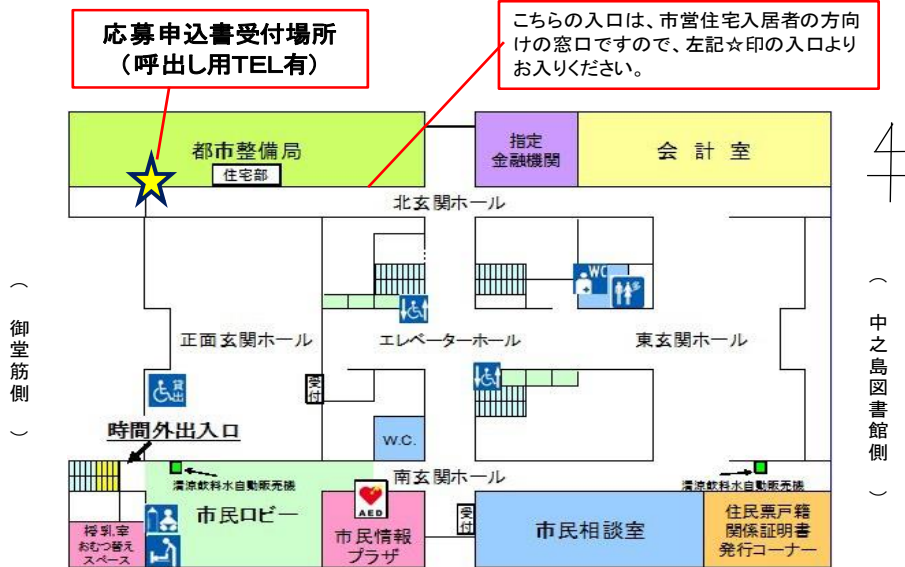 応募申込書受付場所
(呼出し用TEL有)
こちらの入口は、市営住宅入居者の方向
けの窓口ですので、左記☆印の入口より
お入りください。
都市整備局
住宅部
指定
金融機関
会計室
北玄関ホール
WC
正面玄関ホール
エレベーターホール
東玄関ホール
(御堂筋側)
(中之島図書館側)
貸出
受付
時間外出入口
W.C.
南玄関ホール
清涼飲料水自動販売機
清涼飲料水自動販売機
市民ロビー
AED
市民情報
プラザ
受付
市民相談室
住民票戸籍
関係証明書
発行コーナー
授乳室
おむつ替え
スペース